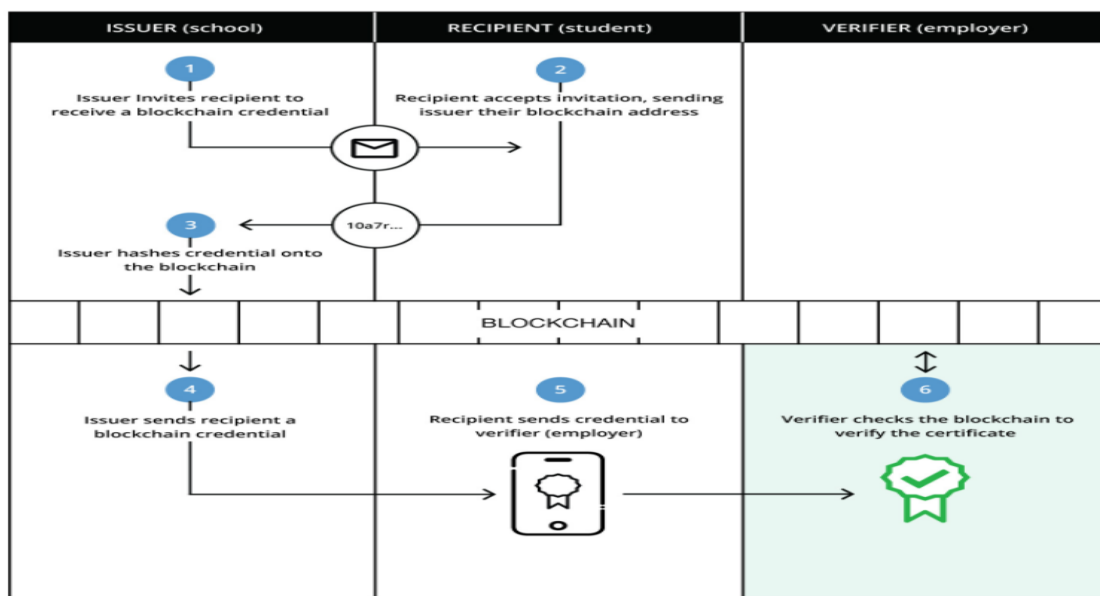 ISSUER (school)
RECIPIENT (student)
VERIFIER (employer)
1
Issuer Invites recipient to
receive a blockchain credential
2
Recipient accepts invitation, sending
issuer their blockchain address
10a7r...
3
Issuer hashes credential onto
the blockchain
BLOCKCHAIN
4
Issuer sends recipient a
blockchain credential
5
Recipient sends credential to
verifier (employer)
6
Verifier checks the blockchain to
verify the certificate